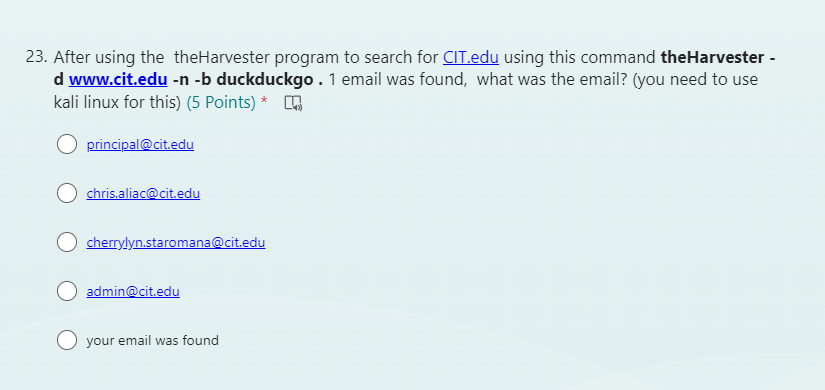 23. After using the theHarvester program to search for CIT.edu using this command theHarvester -
d www.cit.edu -n -b duckduckgo . 1 email was found, what was the email? (you need to use
kali linux for this) (5 Points) *
principal@cit.edu
chris.aliac@cit.edu
cherrylyn.staromana@cit.edu
admin@cit.edu
your email was found